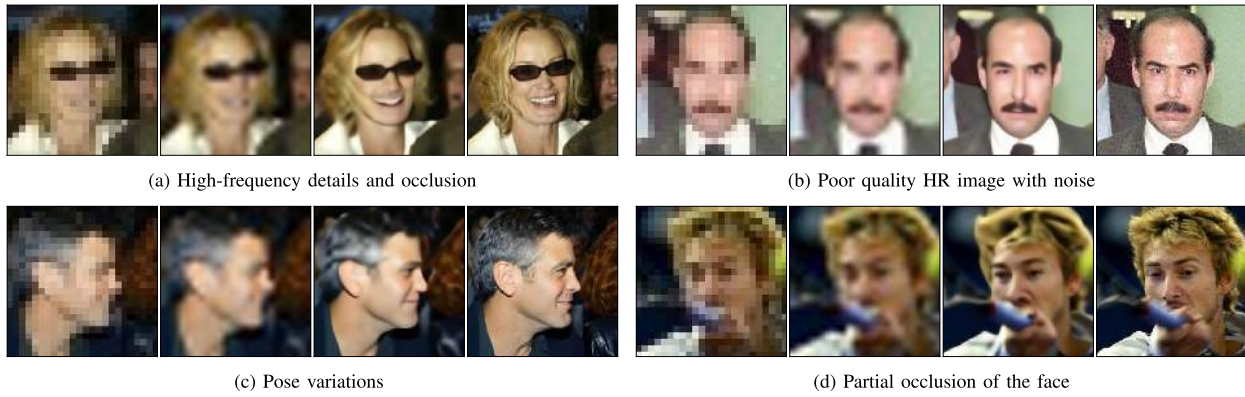 (a) High-frequency details and occlusion
(b) Poor quality HR image with noise
(c) Pose variations
(d) Partial occlusion of the face